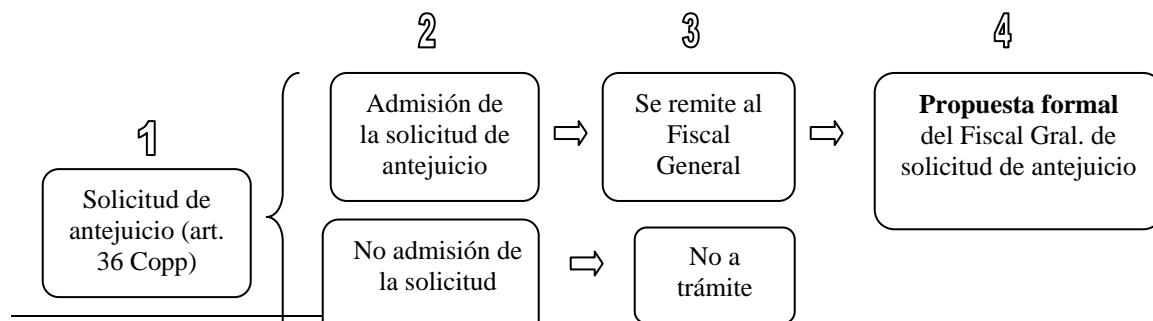 2
3
4
1
Solicitud de
antejuicio (art.
36 Copp)
Admisión de
la solicitud de
antejuicio
Se remite al
Fiscal
General
Propuesta formal
del Fiscal Gral. de
solicitud de antejuicio
No admisión de
la solicitud
No a
trámite